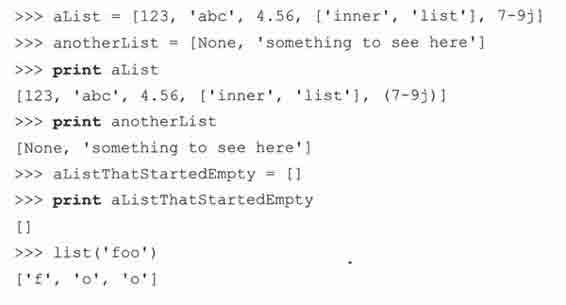 >>> aList = [123, 'abc', 4.56, ['inner', 'list'], 7-9j]
>>> anotherList = [None, 'something to see here']
>>> print aList
[123, 'abc', 4.56, ['inner', 'list'], (7-9j)]
>>> print anotherList
[None, 'something to see here']
>>> aListThatStartedEmpty = []
>>> print aListThatStartedEmpty
[]
>>> list('foo')
['f', 'o', 'o']